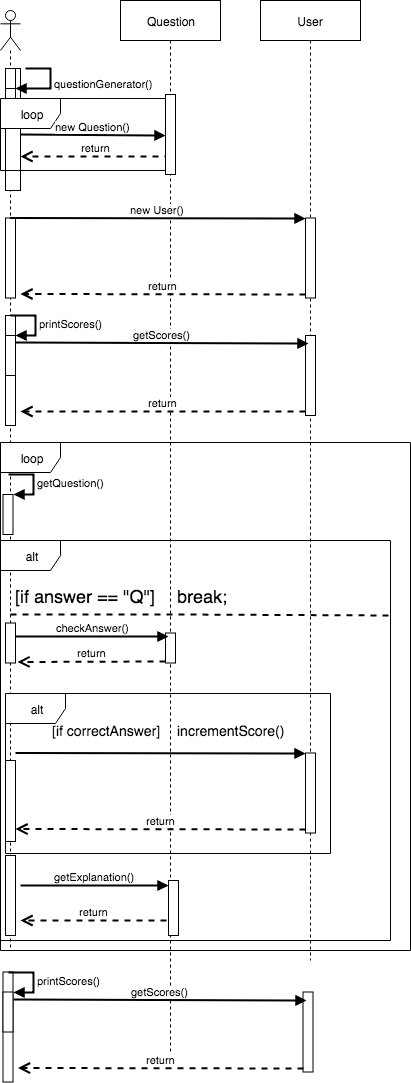 Question User
questionGenerator()
loop
new Question()
return
new User()
return
printScores()
getScores()
return
loop
getQuestion()
alt
[if answer == "Q"] break;
checkAnswer()
return
alt
[if correctAnswer] incrementScore()
return
getExplanation()
return
printScores()
getScores()
return